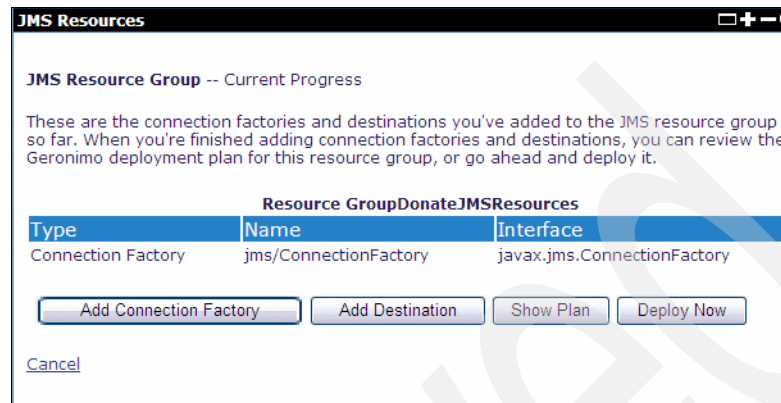 JMS Resources
JMS Resource Group -- Current Progress
These are the connection factories and destinations you've added to the JMS resource group
so far. When you're finished adding connection factories and destinations, you can review the
Geronimo deployment plan for this resource group, or go ahead and deploy it.
Resource GroupDonateJMSResources
Type Name Interface
Connection Factory jms/ConnectionFactory javax.jms.ConnectionFactory
Add Connection Factory Add Destination Show Plan Deploy Now
Cancel